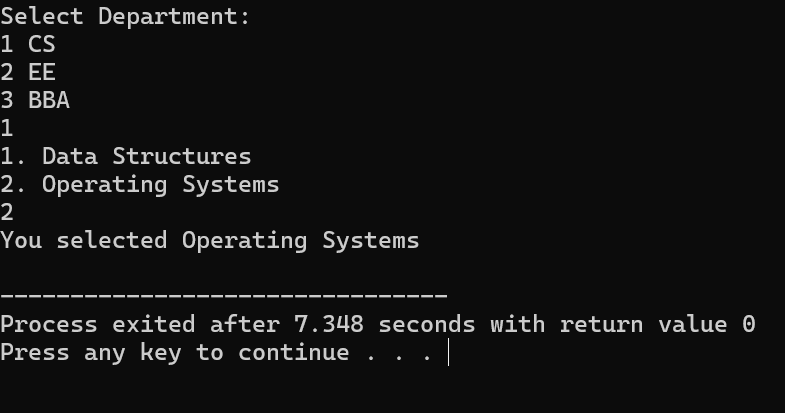 Select Department:
1 CS
2 EE
3 BBA
1
1. Data Structures
2. Operating Systems
2
You selected Operating Systems

--------------------------------
Process exited after 7.348 seconds with return value 0
Press any key to continue . . .